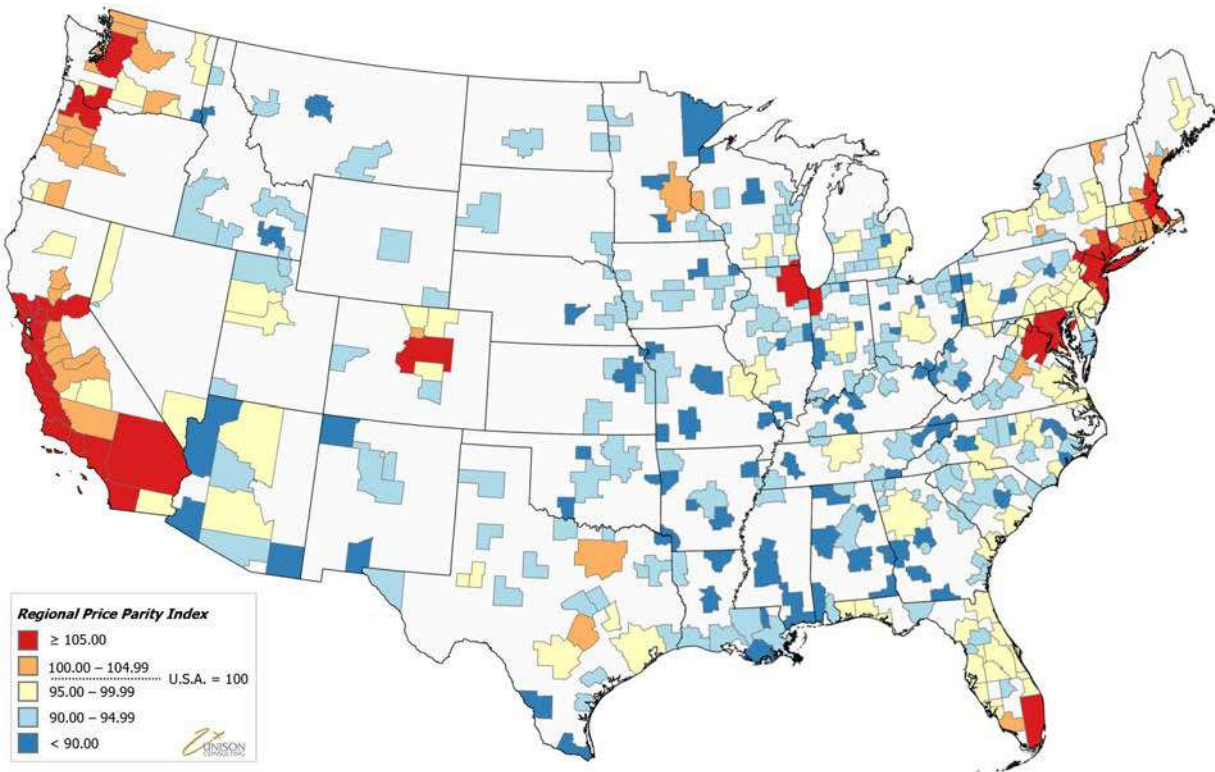 Regional Price Parity Index
≥ 105.00
100.00 – 104.99
U.S.A. = 100
95.00 – 99.99
90.00 – 94.99
< 90.00
UNISON
CONSULTING